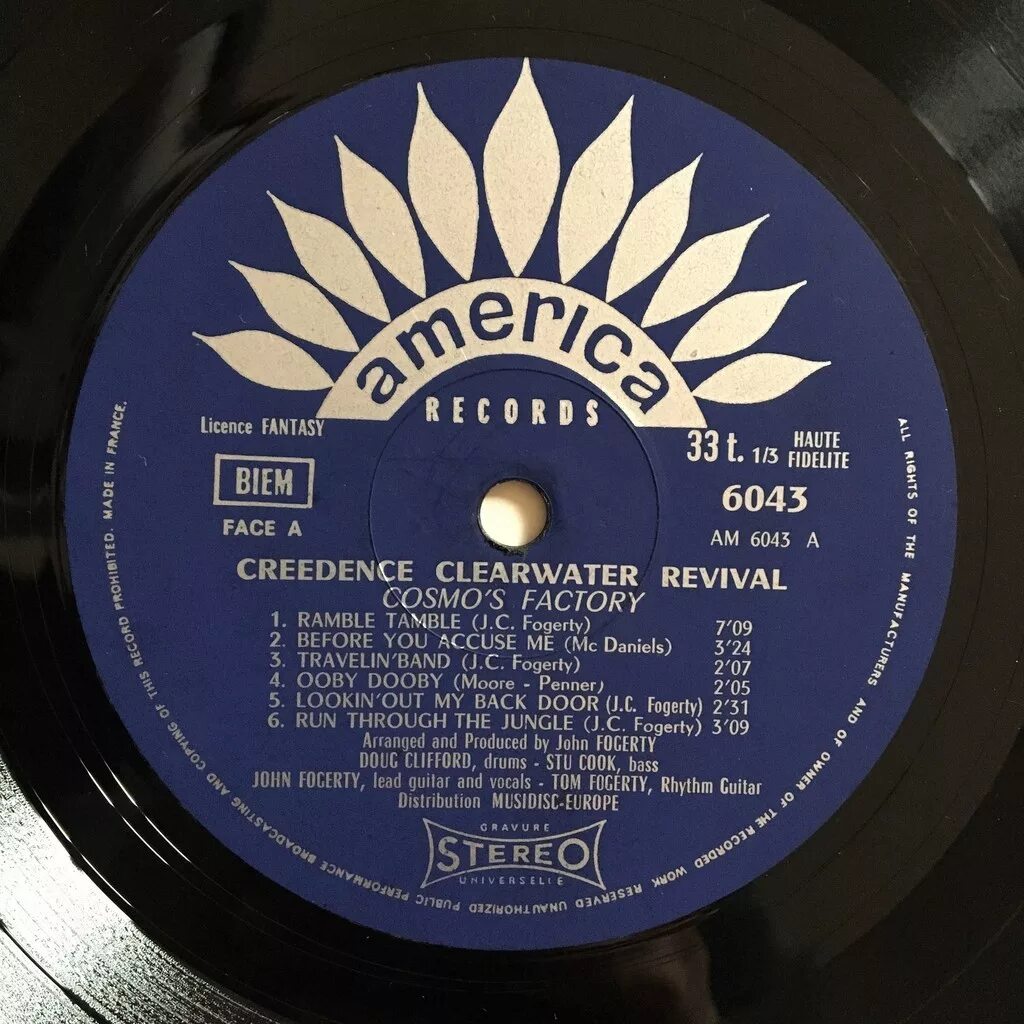 america
RECORDS
Licence FANTASY
BIEM
FACE A
33 t. 1/3 HAUTE FIDELITE
6043
AM 6043 A
CREEDENCE CLEARWATER REVIVAL
COSMO'S FACTORY
1. RAMBLE TAMBLE (J.C. Fogerty) 7'09
2. BEFORE YOU ACCUSE ME (Mc Daniels) 3'24
3. TRAVELIN'BAND (J.C. Fogerty) 2'07
4. OOBY DOOBY (Moore - Penner) 2'05
5. LOOKIN'OUT MY BACK DOOR (J.C. Fogerty) 2'31
6. RUN THROUGH THE JUNGLE (J.C. Fogerty) 3'09
Arranged and Produced by John FOGERTY
DOUG CLIFFORD, drums - STU COOK, bass
JOHN FOGERTY, lead guitar and vocals - TOM FOGERTY, Rhythm Guitar
Distribution MUSIDISC-EUROPE
GRAVURE
STEREO
UNIVERSELLE
ALL RIGHTS OF THE MANUFACTURERS AND OF OWNER OF THE RECORDED WORK RESERVED UNAUTHORIZED PUBLIC PERFORMANCE BROADCASTING AND COPYING OF THIS RECORD PROHIBITED. MADE IN FRANCE.